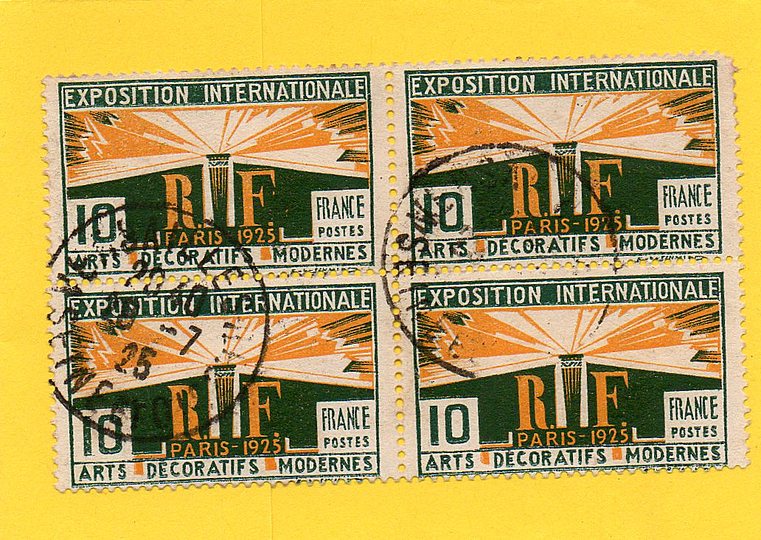 EXPOSITION INTERNATIONALE
R. F.
10
FRANCE
POSTES
PARIS-1925
ARTS DÉCORATIFS MODERNES
EXPOSITION INTERNATIONALE
R. F.
10
FRANCE
POSTES
PARIS-1925
ARTS DÉCORATIFS MODERNES
EXPOSITION INTERNATIONALE
R. F.
10
FRANCE
POSTES
PARIS-1925
ARTS DÉCORATIFS MODERNES
EXPOSITION INTERNATIONALE
R. F.
10
FRANCE
POSTES
PARIS-1925
ARTS DÉCORATIFS MODERNES
-7
25